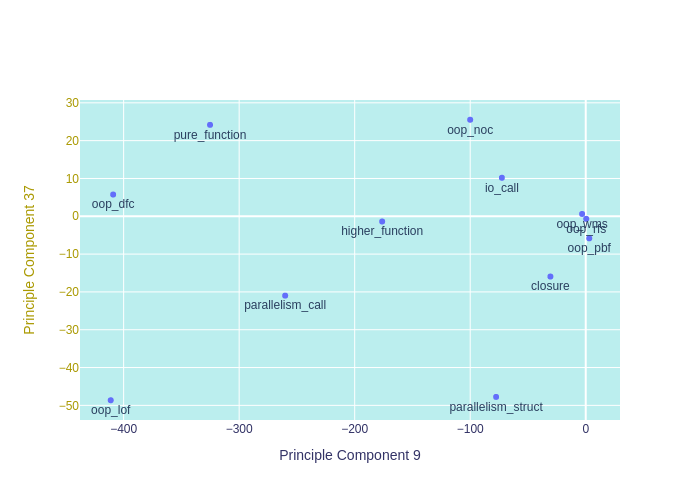 30
20
10
0
−10
−20
−30
−40
−50
Principle Component 37
pure_function
oop_noc
io_call
oop_dfc
oop_wms
higher_function
oop_pbf
closure
parallelism_call
parallelism_struct
oop_lof
−400
−300
−200
−100
0
Principle Component 9